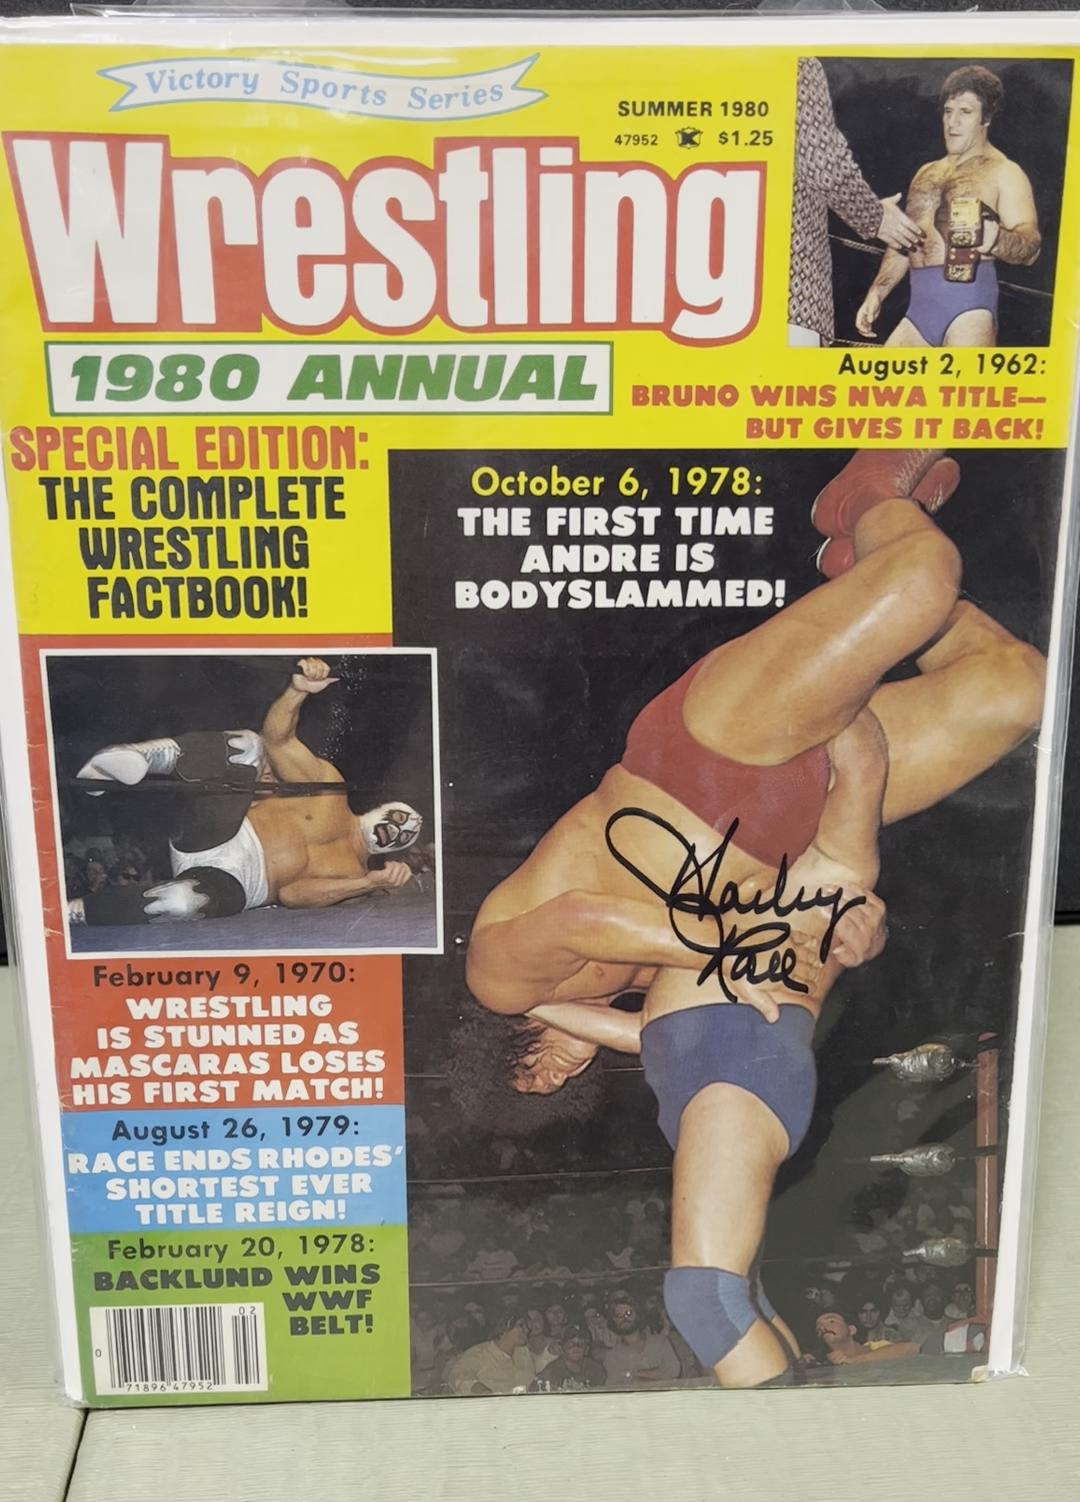 Victory Sports Series
SUMMER 1980
47952 K $1.25
Wrestling
1980 ANNUAL
August 2, 1962:
BRUNO WINS NWA TITLE—
BUT GIVES IT BACK!
SPECIAL EDITION:
THE COMPLETE
WRESTLING
FACTBOOK!
October 6, 1978:
THE FIRST TIME
ANDRE IS
BODYSLAMMED!
Harley
Race
February 9, 1970:
WRESTLING
IS STUNNED AS
MASCARAS LOSES
HIS FIRST MATCH!
August 26, 1979:
RACE ENDS RHODES'
SHORTEST EVER
TITLE REIGN!
February 20, 1978:
BACKLUND WINS
WWF
BELT!
02
0
71896 47952